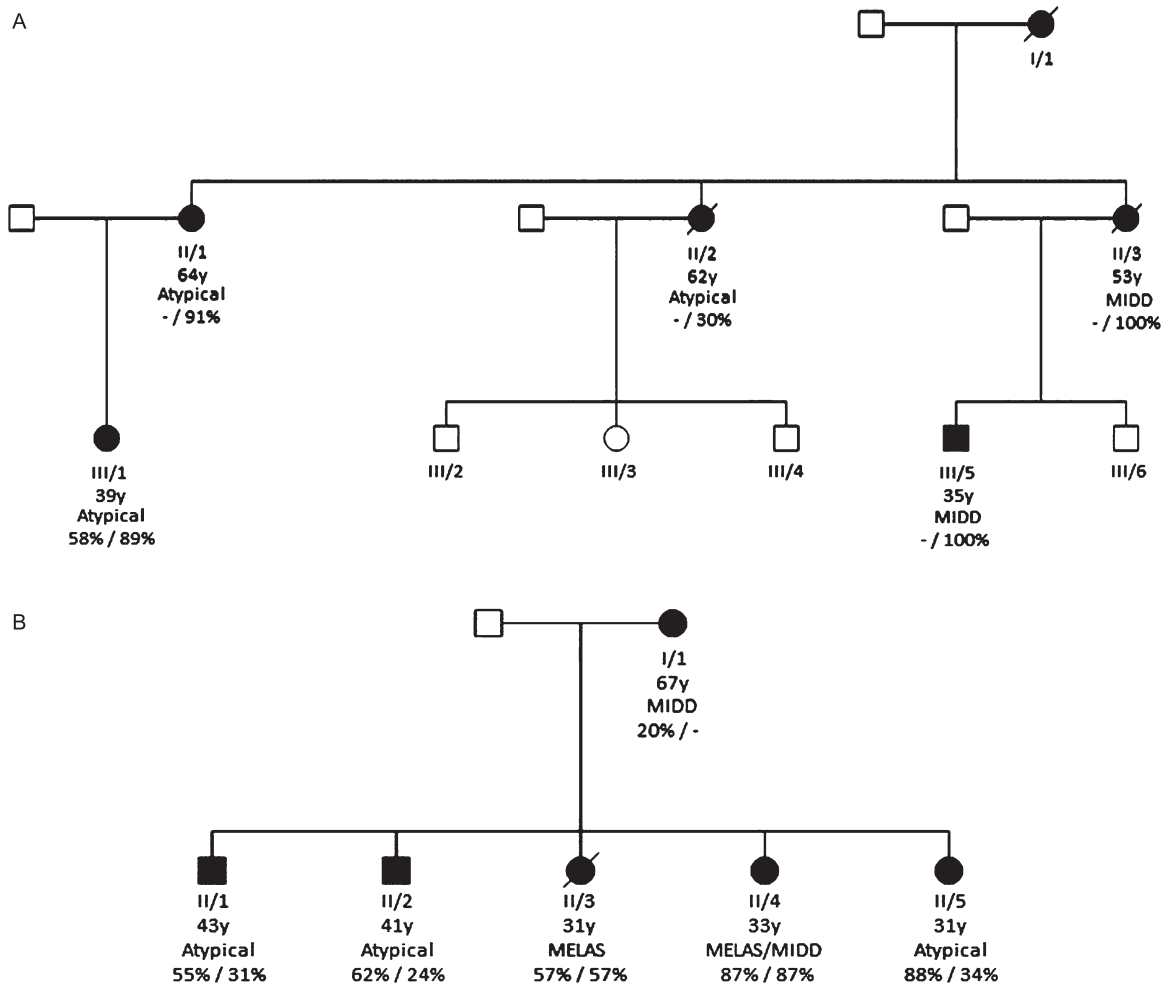 A
I/1
II/1
64y
Atypical
- / 91%
II/2
62y
Atypical
- / 30%
II/3
53y
MIDD
- / 100%
III/1
39y
Atypical
58% / 89%
III/2
III/3
III/4
III/5
35y
MIDD
- / 100%
III/6
B
I/1
67y
MIDD
20% / -
II/1
43y
Atypical
55% / 31%
II/2
41y
Atypical
62% / 24%
II/3
31y
MELAS
57% / 57%
II/4
33y
MELAS/MIDD
87% / 87%
II/5
31y
Atypical
88% / 34%